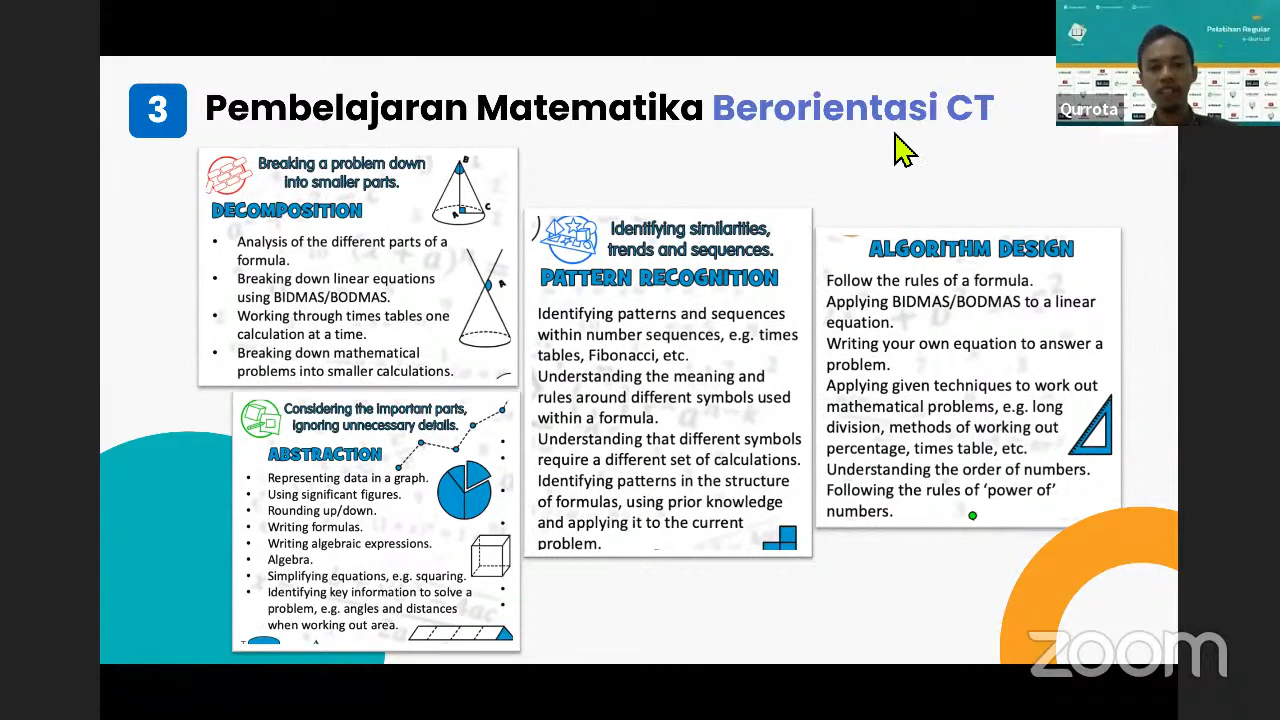 Pelatihan Regular
e-Guru.id
Qurrota
3 Pembelajaran Matematika Berorientasi CT
Breaking a problem down
into smaller parts.
DECOMPOSITION
B
A
C
A
• Analysis of the different parts of a
formula.
• Breaking down linear equations
using BIDMAS/BODMAS.
• Working through times tables one
calculation at a time.
• Breaking down mathematical
problems into smaller calculations.
Considering the important parts,
ignoring unnecessary details.
ABSTRACTION
• Representing data in a graph.
• Using significant figures.
• Rounding up/down.
• Writing formulas.
• Writing algebraic expressions.
• Algebra.
• Simplifying equations, e.g. squaring.
• Identifying key information to solve a
problem, e.g. angles and distances
when working out area.
Identifying similarities,
trends and sequences.
PATTERN RECOGNITION
Identifying patterns and sequences
within number sequences, e.g. times
tables, Fibonacci, etc.
Understanding the meaning and
rules around different symbols used
within a formula.
Understanding that different symbols
require a different set of calculations.
Identifying patterns in the structure
of formulas, using prior knowledge
and applying it to the current
problem.
ALGORITHM DESIGN
Follow the rules of a formula.
Applying BIDMAS/BODMAS to a linear
equation.
Writing your own equation to answer a
problem.
Applying given techniques to work out
mathematical problems, e.g. long
division, methods of working out
percentage, times table, etc.
Understanding the order of numbers.
Following the rules of ‘power of’
numbers.
zoom